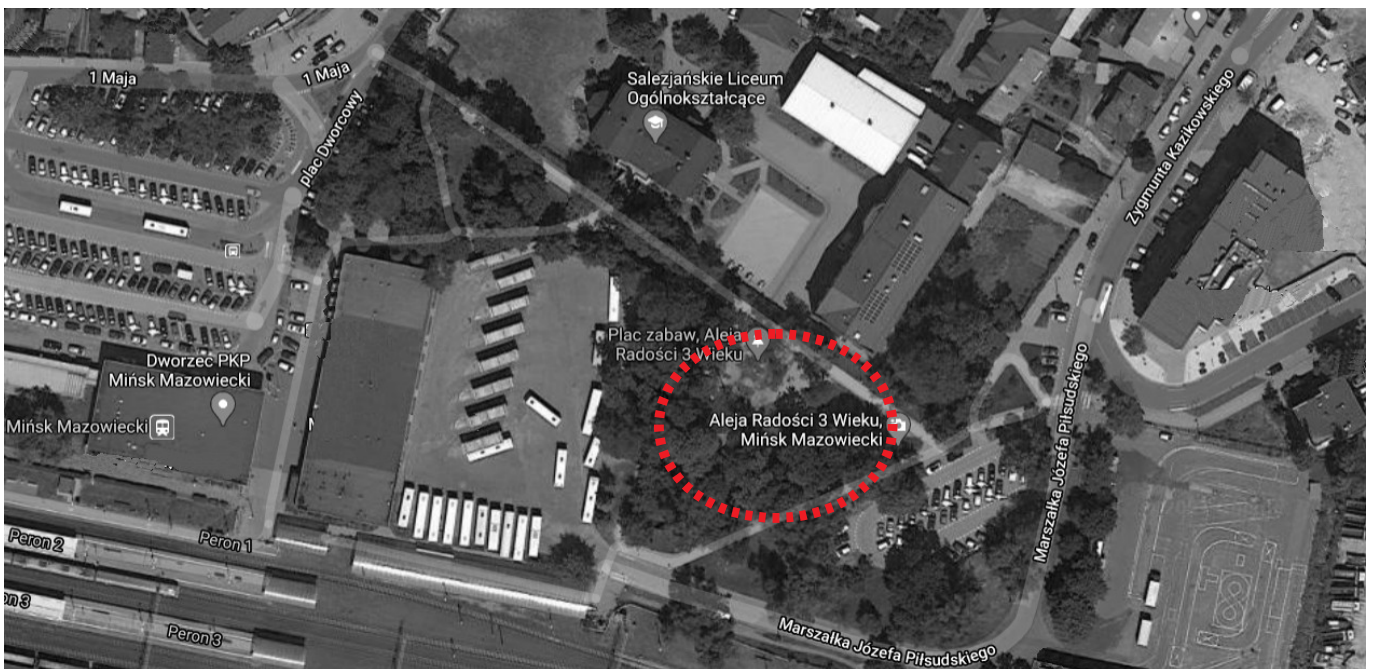 1 Maja
1 Maja
plac Dworcowy
Salezjańskie Liceum
Ogólnokształcące
Zygmunta Kazikowskiego
Plac zabaw, Aleja
Radości 3 Wieku
Dworzec PKP
Mińsk Mazowiecki
Mińsk Mazowiecki
Aleja Radości 3 Wieku,
Mińsk Mazowiecki
Marszałka Józefa Piłsudskiego
Peron 1
Peron 2
Peron 3
Marszałka Józefa Piłsudskiego